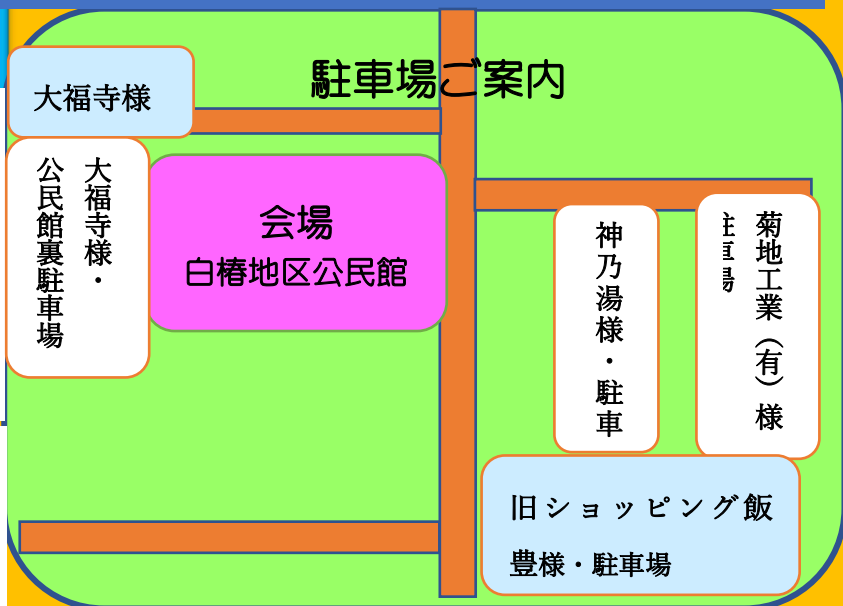 駐車場ご案内
大福寺様
大福寺様・
公民館裏駐車場
会場
白椿地区公民館
神乃湯様・駐車
菊地工業（有）様
旧ショッピング飯
豊様・駐車場